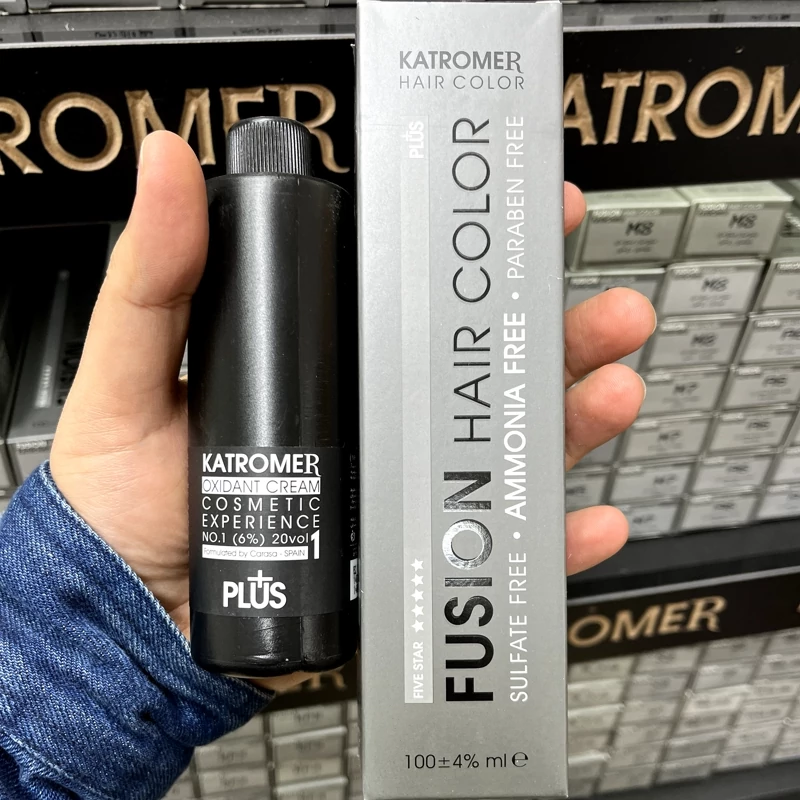 ROMER
ATROM
KATROMER
HAIR COLOR
PLUS
FIVE STAR ★★★★★
FUSION HAIR COLOR
SULFATE FREE • AMMONIA FREE • PARABEN FREE
100±4% ml ℮
KATROMER
OXIDANT CREAM
COSMETIC
EXPERIENCE
NO.1 (6%) 20vol 1
Formulated by Carasa - SPAIN
PLUS
OMER